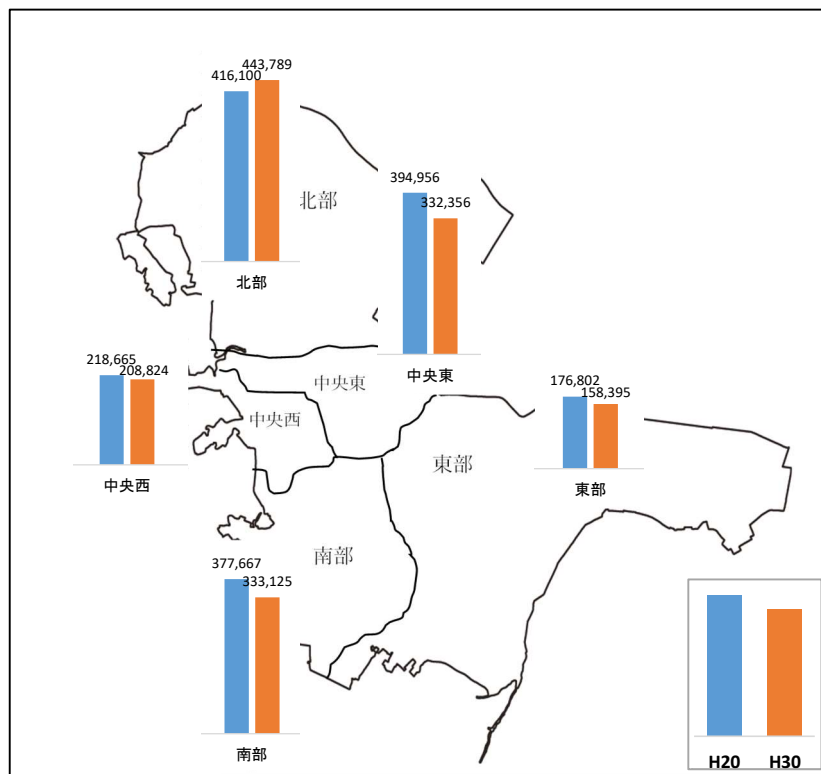 443,789
416,100
北部
北部
394,956
332,356
中央東
中央東
218,665
208,824
中央西
中央西
176,802
158,395
東部
東部
南部
377,667
333,125
南部
H20
H30